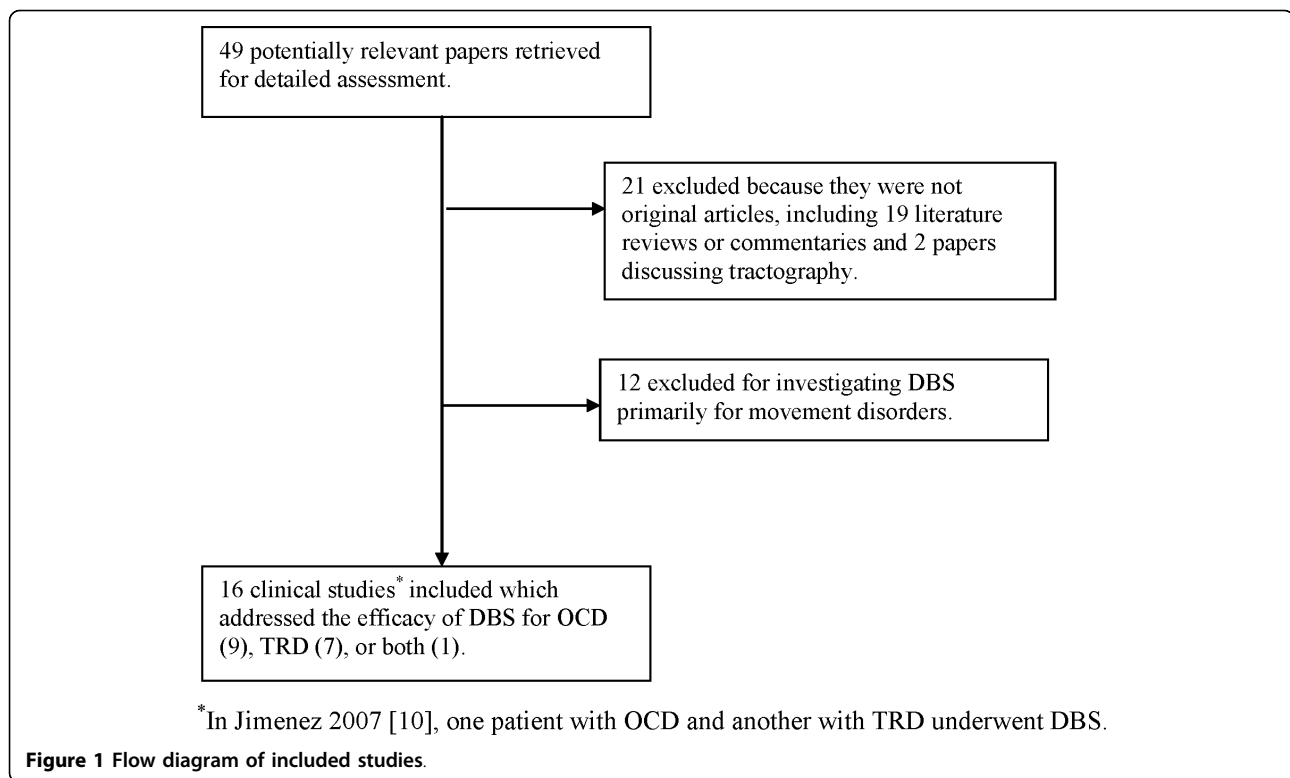 49 potentially relevant papers retrieved
for detailed assessment.
21 excluded because they were not
original articles, including 19 literature
reviews or commentaries and 2 papers
discussing tractography.
12 excluded for investigating DBS
primarily for movement disorders.
16 clinical studies* included which
addressed the efficacy of DBS for OCD
(9), TRD (7), or both (1).
*In Jimenez 2007 [10], one patient with OCD and another with TRD underwent DBS.
Figure 1 Flow diagram of included studies.